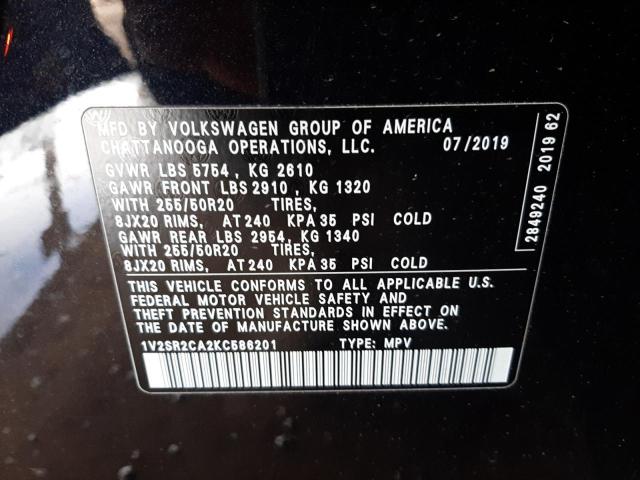 MFD BY VOLKSWAGEN GROUP OF AMERICA
CHATTANOOGA OPERATIONS, LLC. 07/2019
GVWR LBS 5754 , KG 2610
GAWR FRONT LBS 2910 , KG 1320
WITH 255/50R20 TIRES,
8JX20 RIMS, AT 240 KPA 35 PSI COLD
GAWR REAR LBS 2954, KG 1340
WITH 255/50R20 TIRES,
8JX20 RIMS, AT 240 KPA 35 PSI COLD
THIS VEHICLE CONFORMS TO ALL APPLICABLE U.S.
FEDERAL MOTOR VEHICLE SAFETY AND
THEFT PREVENTION STANDARDS IN EFFECT ON
THE DATE OF MANUFACTURE SHOWN ABOVE.
1V2SR2CA2KC586201 TYPE: MPV
2849240 2019 62